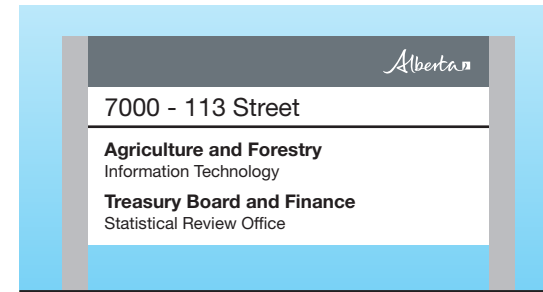 Alberta
7000 - 113 Street
Agriculture and Forestry
Information Technology
Treasury Board and Finance
Statistical Review Office